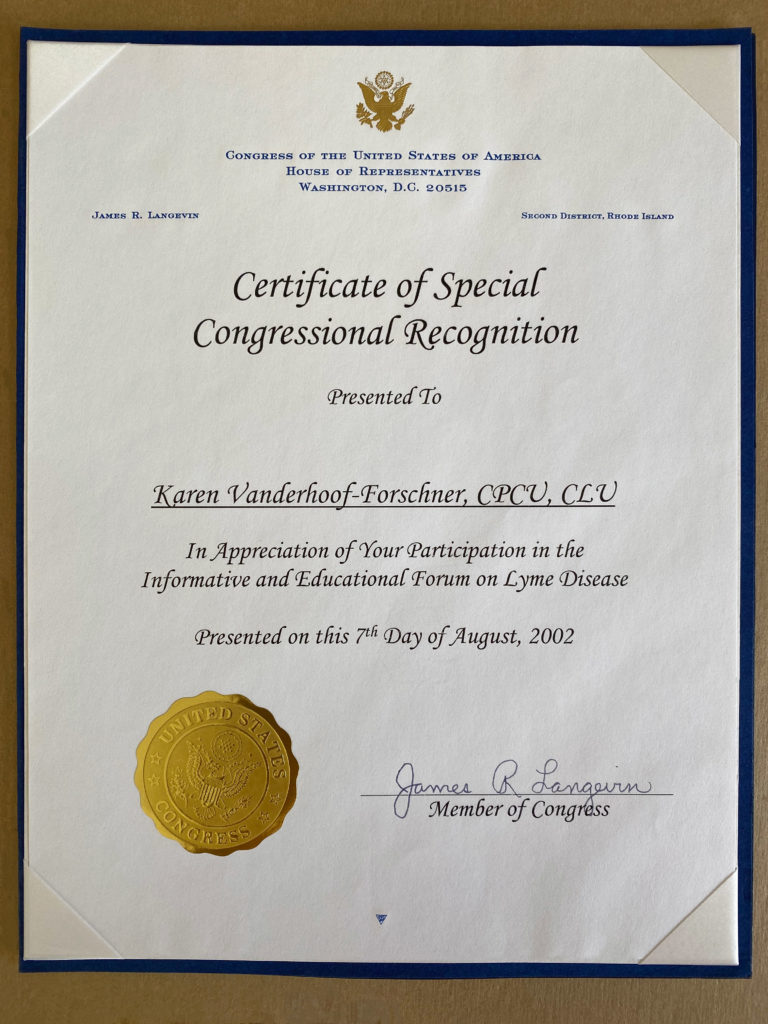 Congress of the United States of America
House of Representatives
Washington, D.C. 20515
James R. Langevin
Second District, Rhode Island
Certificate of Special
Congressional Recognition
Presented To
Karen Vanderhoof-Forschner, CPCU, CLU
In Appreciation of Your Participation in the
Informative and Educational Forum on Lyme Disease
Presented on this 7th Day of August, 2002
UNITED STATES
CONGRESS
James R Langevin
Member of Congress